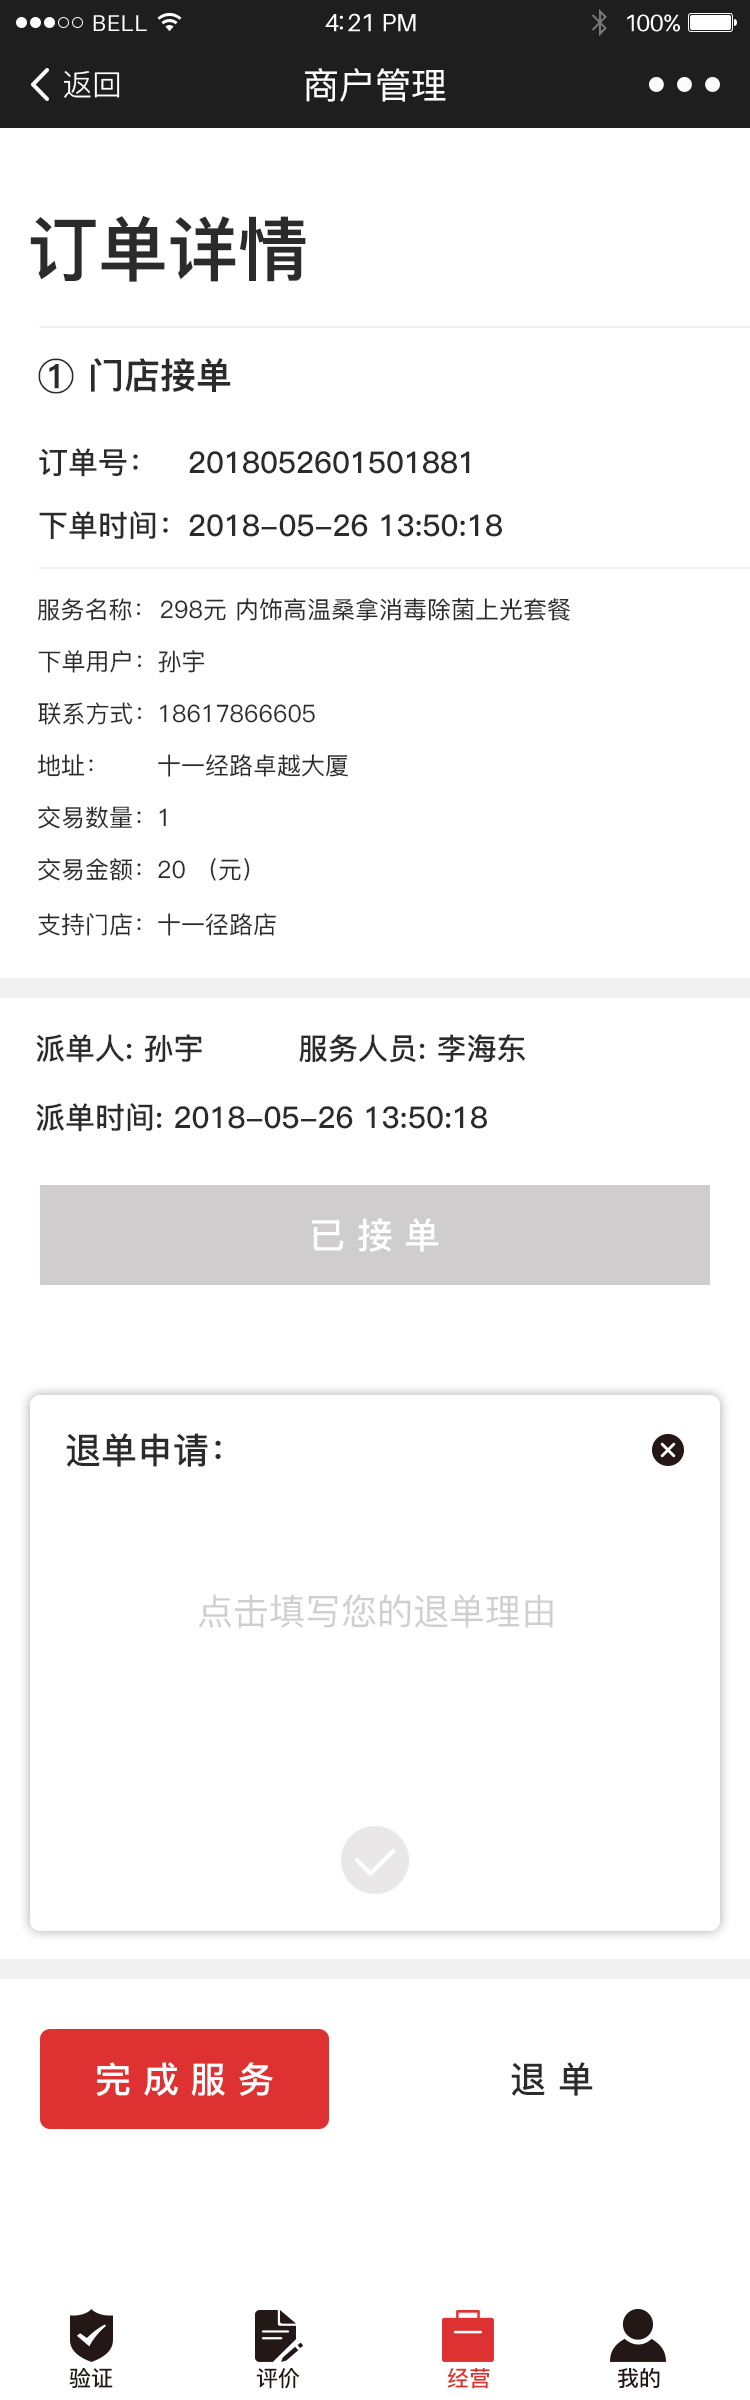 BELL 4:21 PM 100%
返回 商户管理
订单详情
① 门店接单
订单号： 2018052601501881
下单时间：2018-05-26 13:50:18
服务名称： 298元 内饰高温桑拿消毒除菌上光套餐
下单用户：孙宇
联系方式：18617866605
地址： 十一经路卓越大厦
交易数量：1
交易金额：20 （元）
支持门店：十一径路店
派单人: 孙宇 服务人员: 李海东
派单时间: 2018-05-26 13:50:18
已接单
退单申请：
点击填写您的退单理由
完成服务 退单
验证 评价 经营 我的